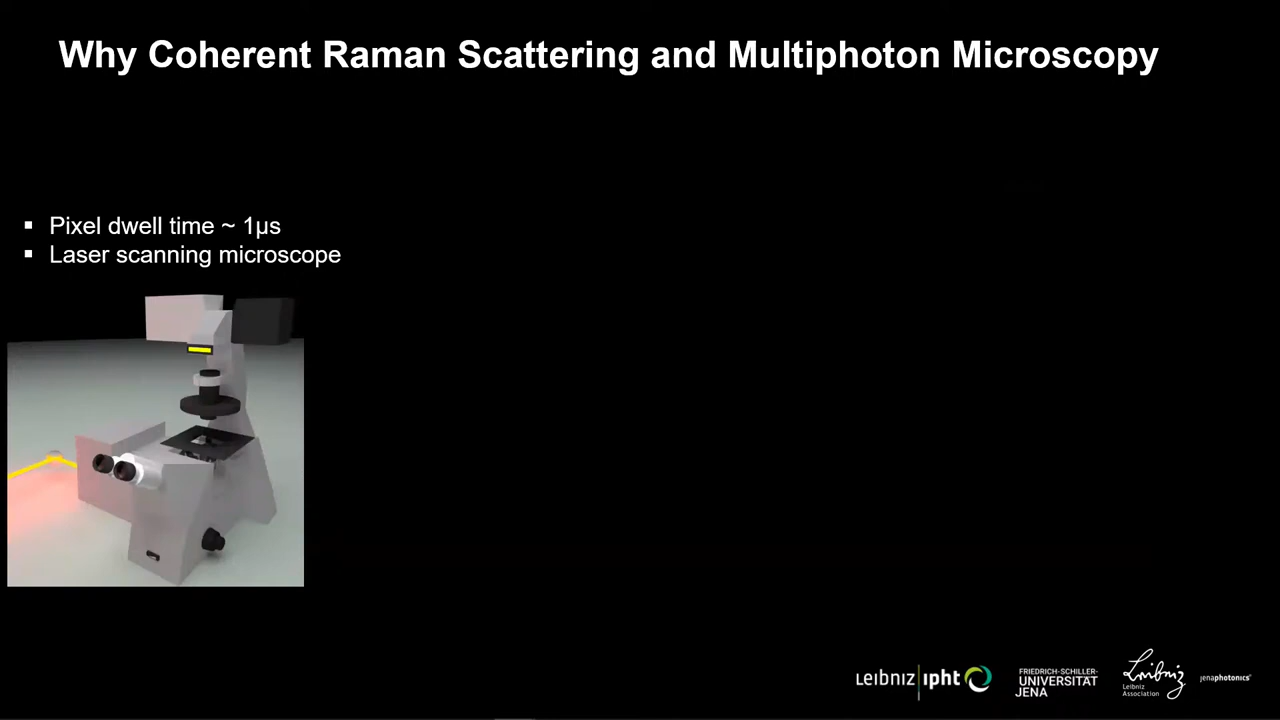 Why Coherent Raman Scattering and Multiphoton Microscopy
▪ Pixel dwell time ~ 1µs
▪ Laser scanning microscope
Leibniz ipht
FRIEDRICH-SCHILLER-
UNIVERSITÄT
JENA
Leibniz
Leibniz
Association
jenaphotonics